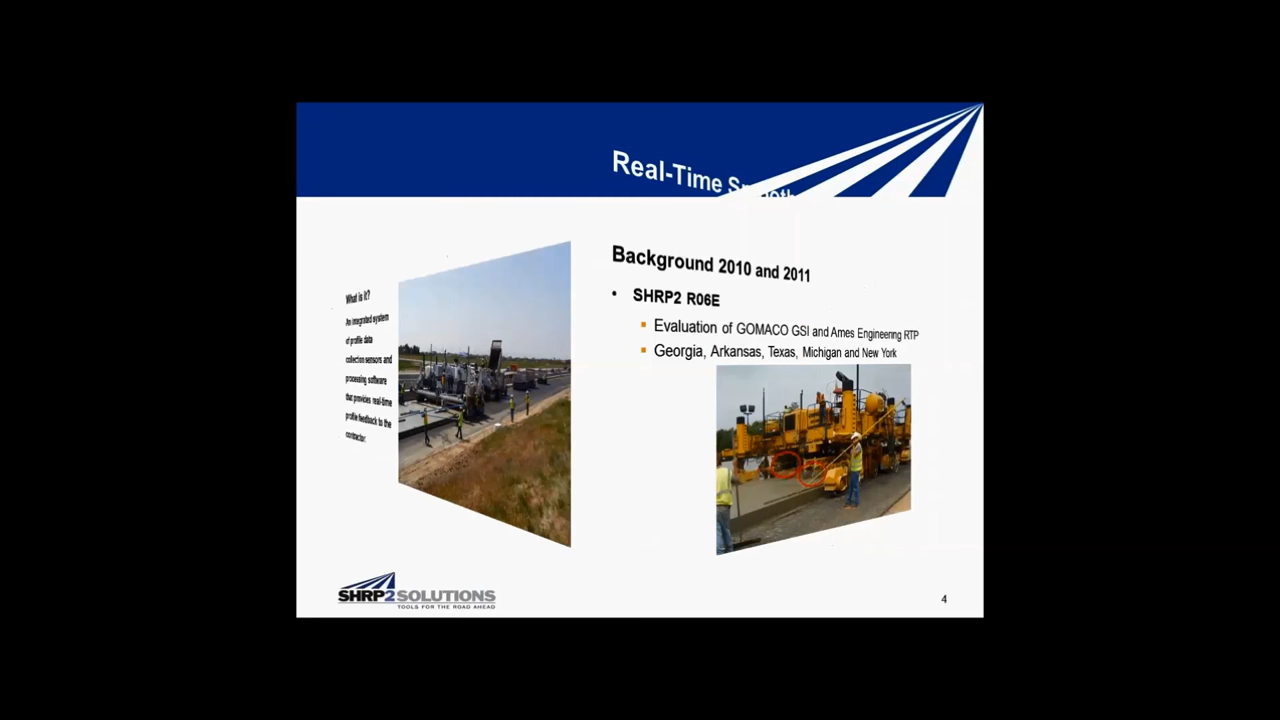 Real-Time Smooth
What is it?
An integrated system
of profile data
collection sensors and
processing software
that provides real-time
profile feedback to the
contractor.
Background 2010 and 2011
• SHRP2 R06E
Evaluation of GOMACO GSI and Ames Engineering RTP
Georgia, Arkansas, Texas, Michigan and New York
SHRP2SOLUTIONS
TOOLS FOR THE ROAD AHEAD
4